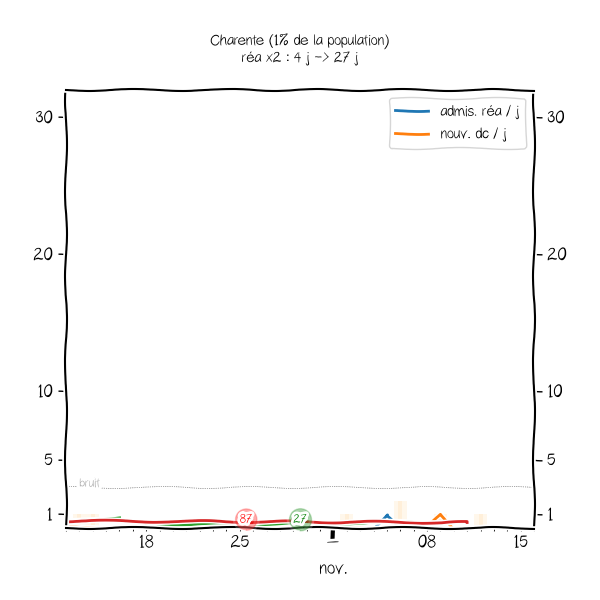 Charente (1% de la population)
réa x2 : 4 j -> 27 j
admis. réa / j
nouv. dc / j
30
30
20
20
10
10
5
5
bruit
1
87
27
1
18
25
1
08
15
nov.